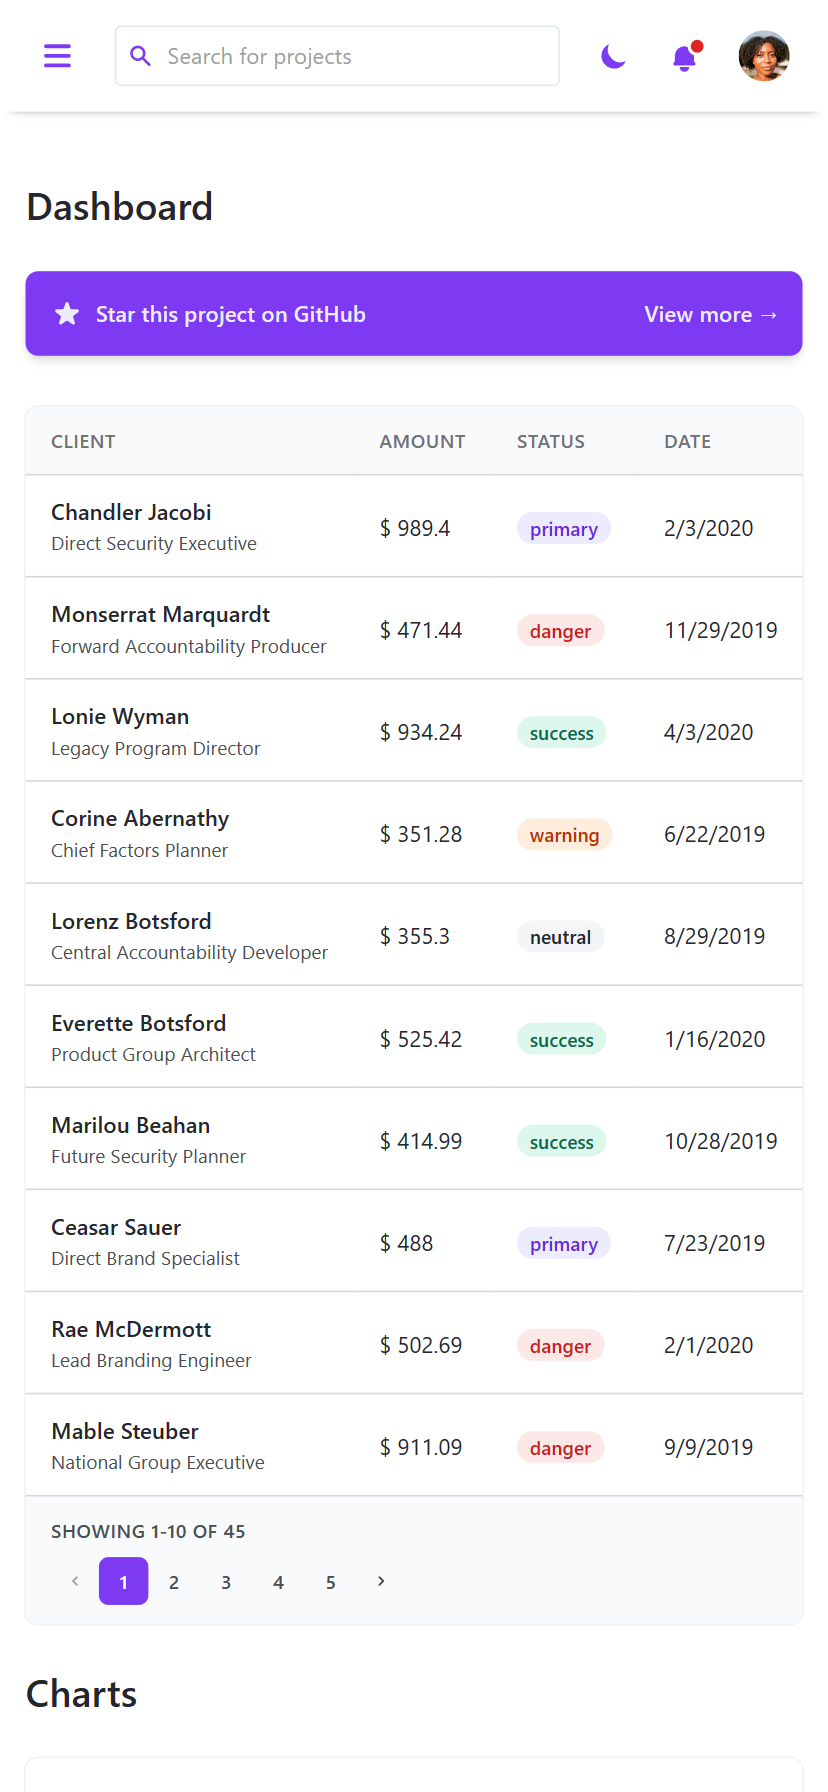 Search for projects
Dashboard
Star this project on GitHub View more →
CLIENT AMOUNT STATUS DATE
Chandler Jacobi
Direct Security Executive
$ 989.4 primary 2/3/2020
Monserrat Marquardt
Forward Accountability Producer
$ 471.44 danger 11/29/2019
Lonie Wyman
Legacy Program Director
$ 934.24 success 4/3/2020
Corine Abernathy
Chief Factors Planner
$ 351.28 warning 6/22/2019
Lorenz Botsford
Central Accountability Developer
$ 355.3 neutral 8/29/2019
Everette Botsford
Product Group Architect
$ 525.42 success 1/16/2020
Marilou Beahan
Future Security Planner
$ 414.99 success 10/28/2019
Ceasar Sauer
Direct Brand Specialist
$ 488 primary 7/23/2019
Rae McDermott
Lead Branding Engineer
$ 502.69 danger 2/1/2020
Mable Steuber
National Group Executive
$ 911.09 danger 9/9/2019
SHOWING 1-10 OF 45
1 2 3 4 5
Charts